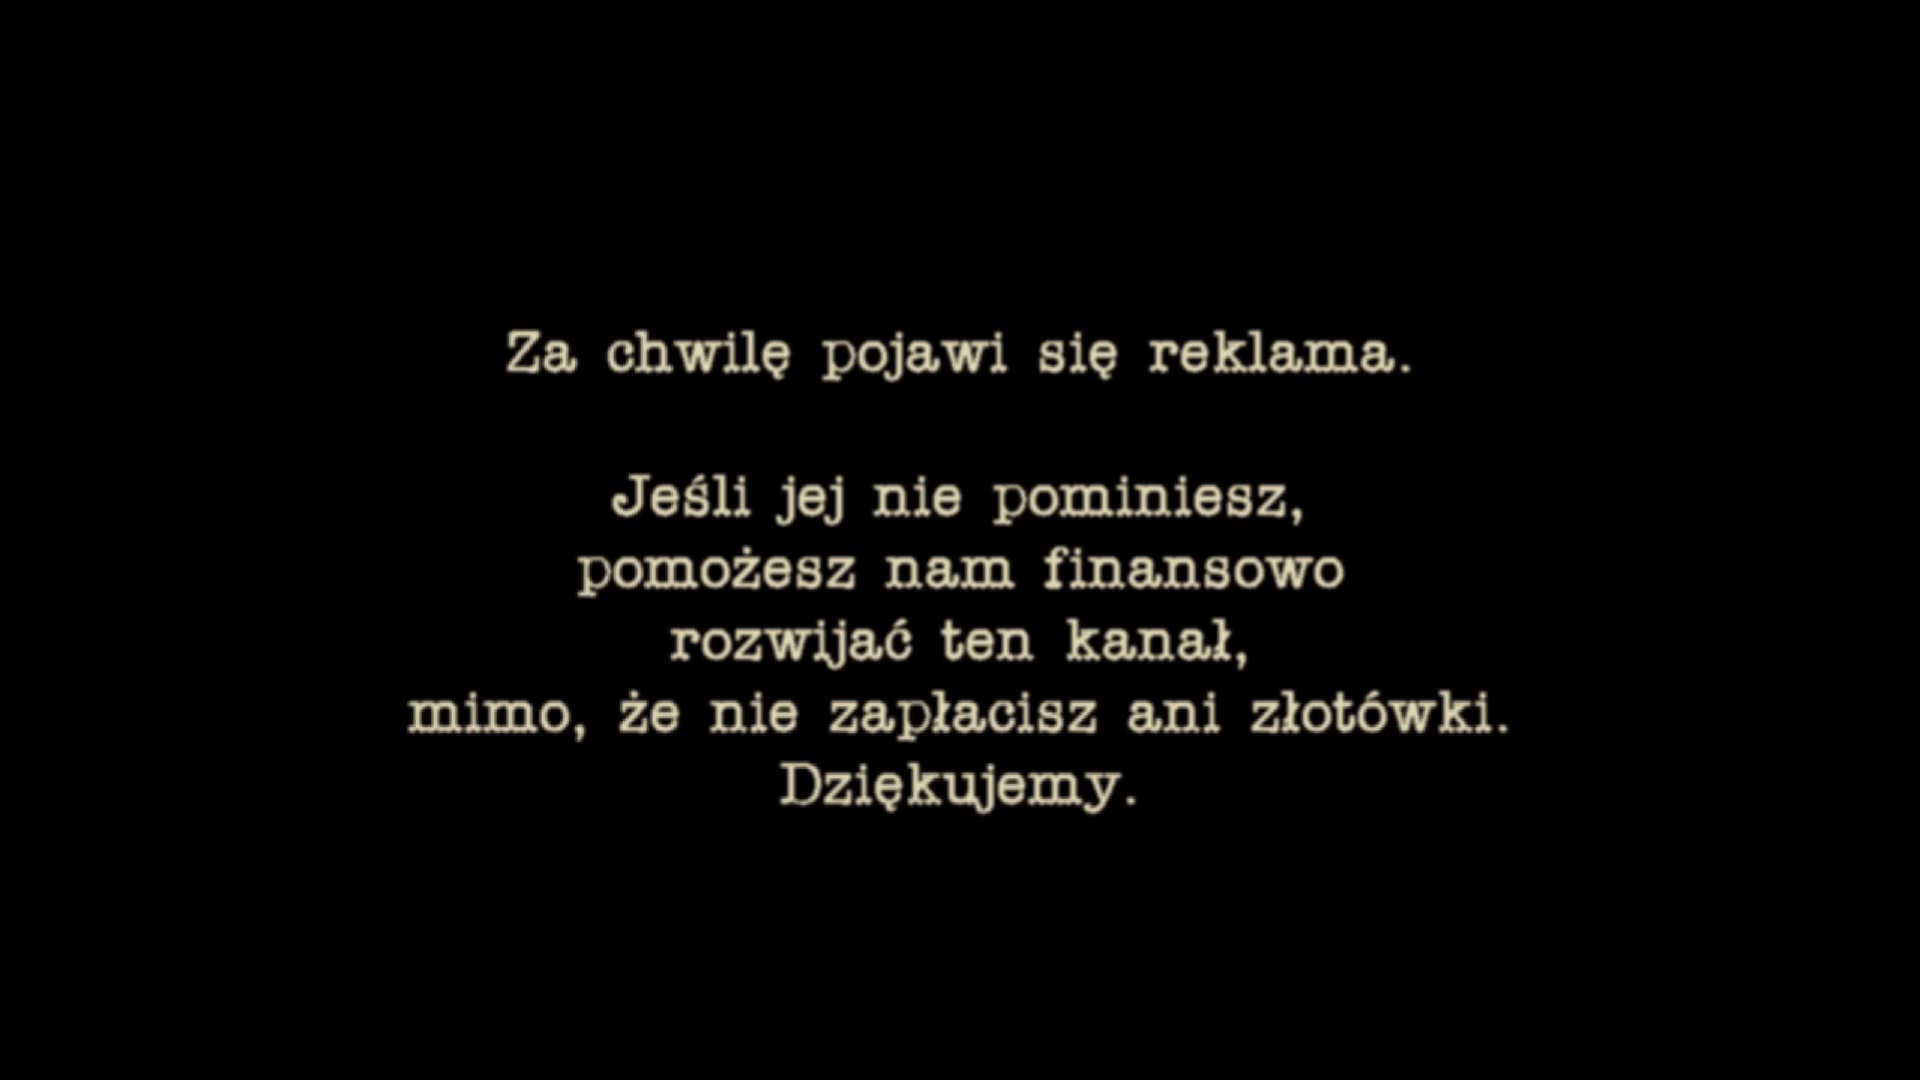 Za chwilę pojawi się reklama.
Jeśli jej nie pominiesz,
pomożesz nam finansowo
rozwijać ten kanał,
mimo, że nie zapłacisz ani złotówki.
Dziękujemy.